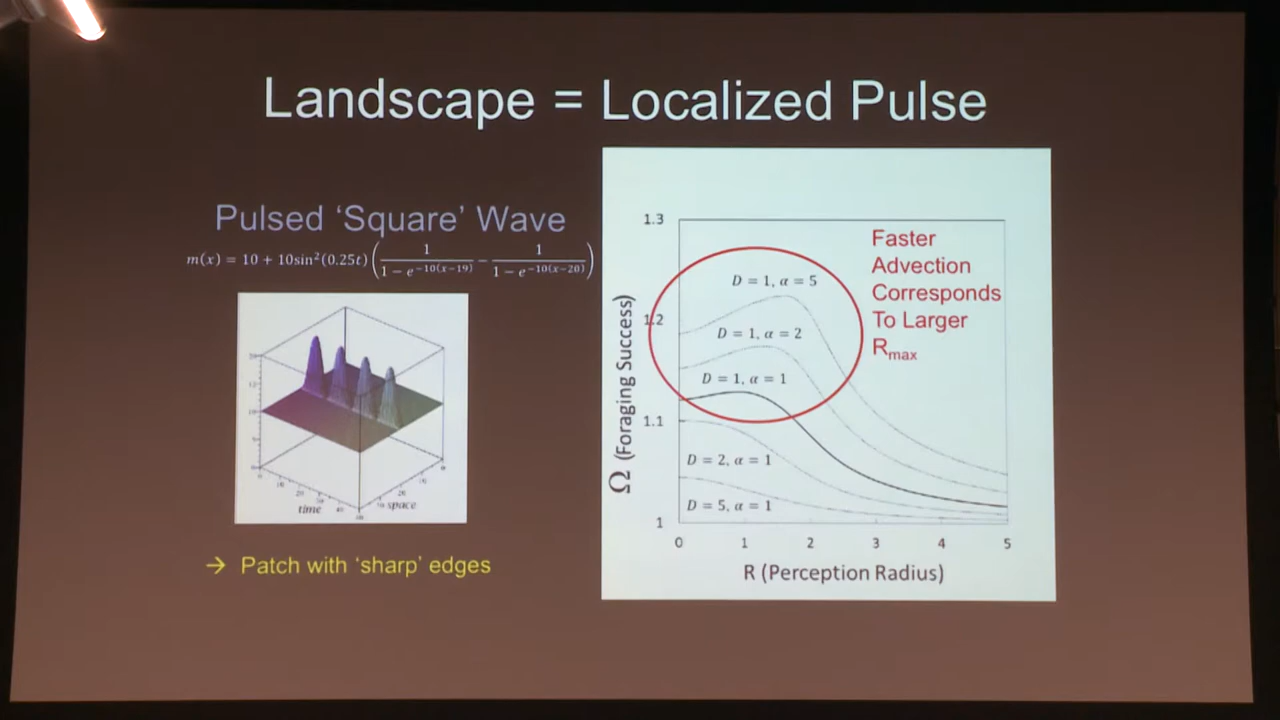 Landscape = Localized Pulse
Pulsed ‘Square’ Wave
m(x) = 10 + 10sin²(0.25t) ( 1 / (1 − e^−10(x−19)) − 1 / (1 − e^−10(x−20)) )
time
space
→ Patch with ‘sharp’ edges
Ω (Foraging Success)
1.3
1.2
1.1
1
D = 1, α = 5
D = 1, α = 2
D = 1, α = 1
D = 2, α = 1
D = 5, α = 1
Faster
Advection
Corresponds
To Larger
Rmax
0 1 2 3 4 5
R (Perception Radius)